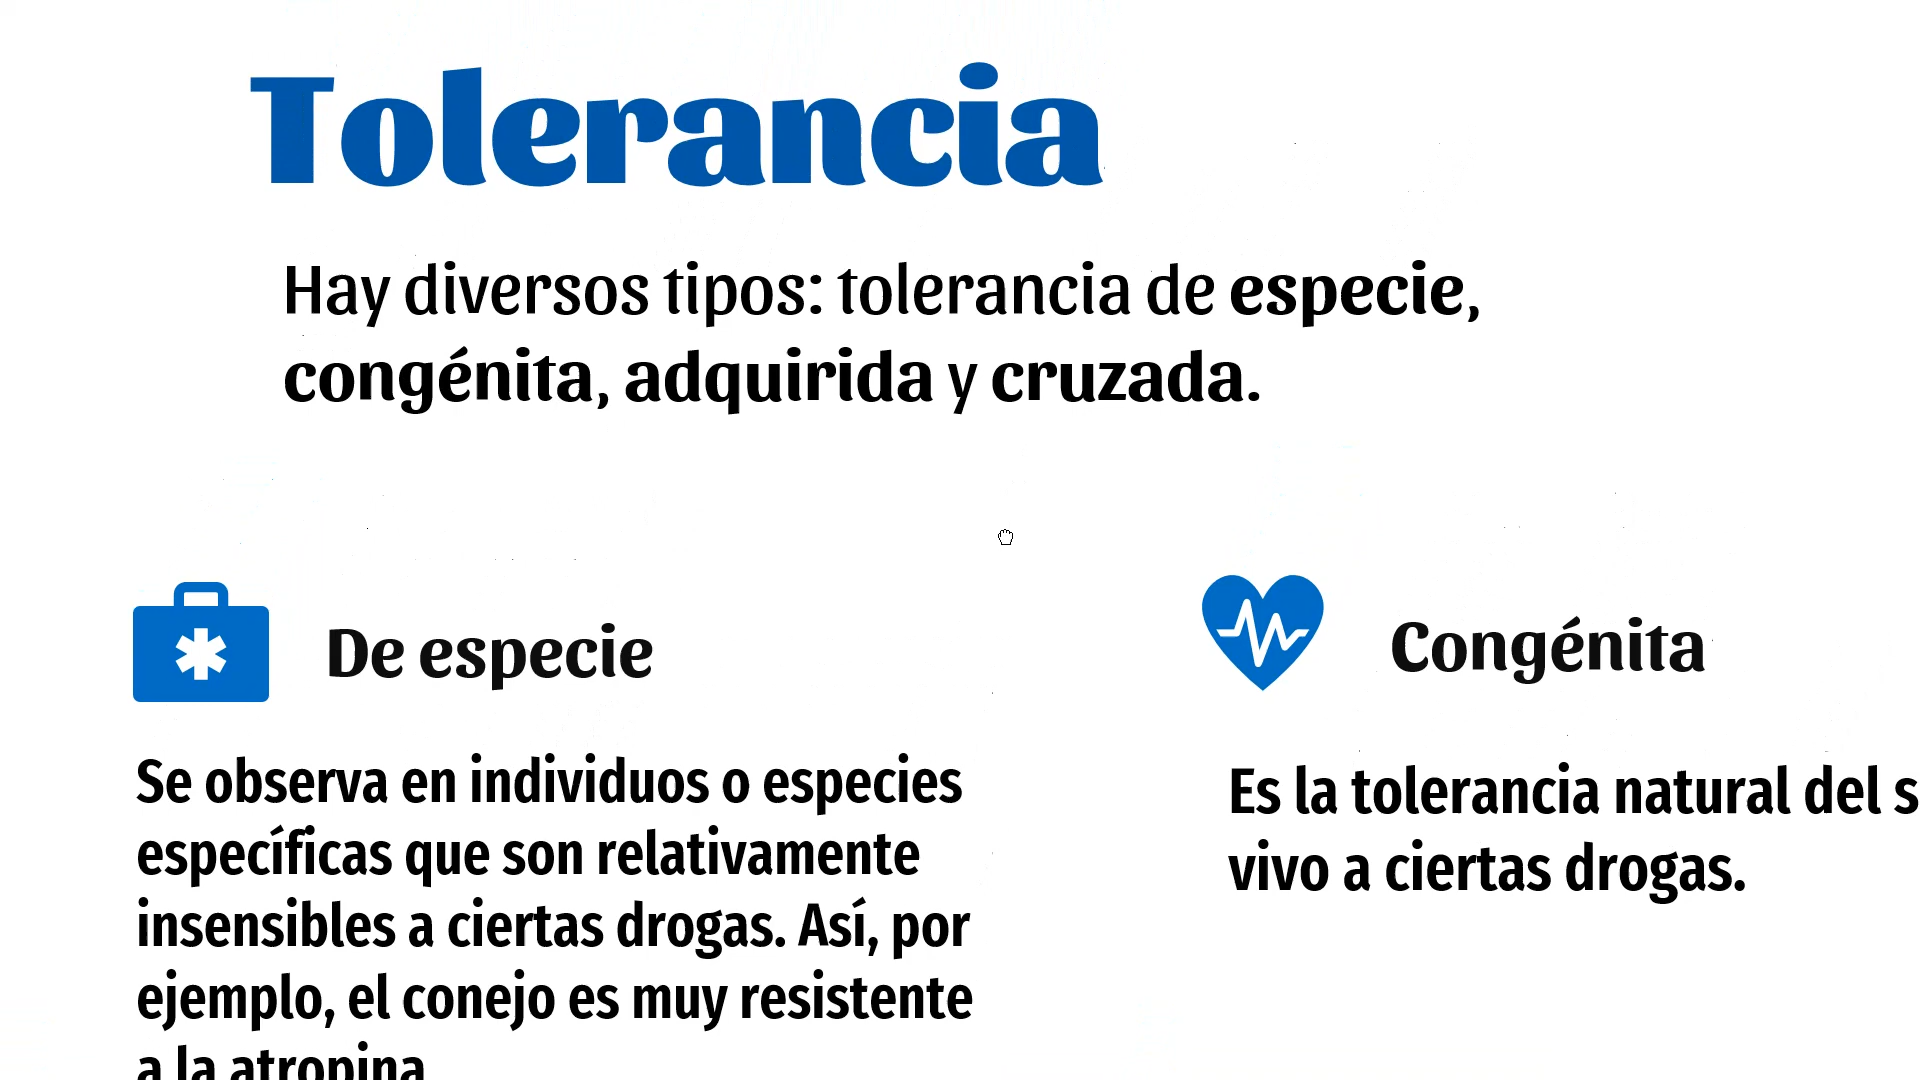 Tolerancia
Hay diversos tipos: tolerancia de especie,
congénita, adquirida y cruzada.
De especie
Se observa en individuos o especies
específicas que son relativamente
insensibles a ciertas drogas. Así, por
ejemplo, el conejo es muy resistente
a la atropina
Congénita
Es la tolerancia natural del s
vivo a ciertas drogas.